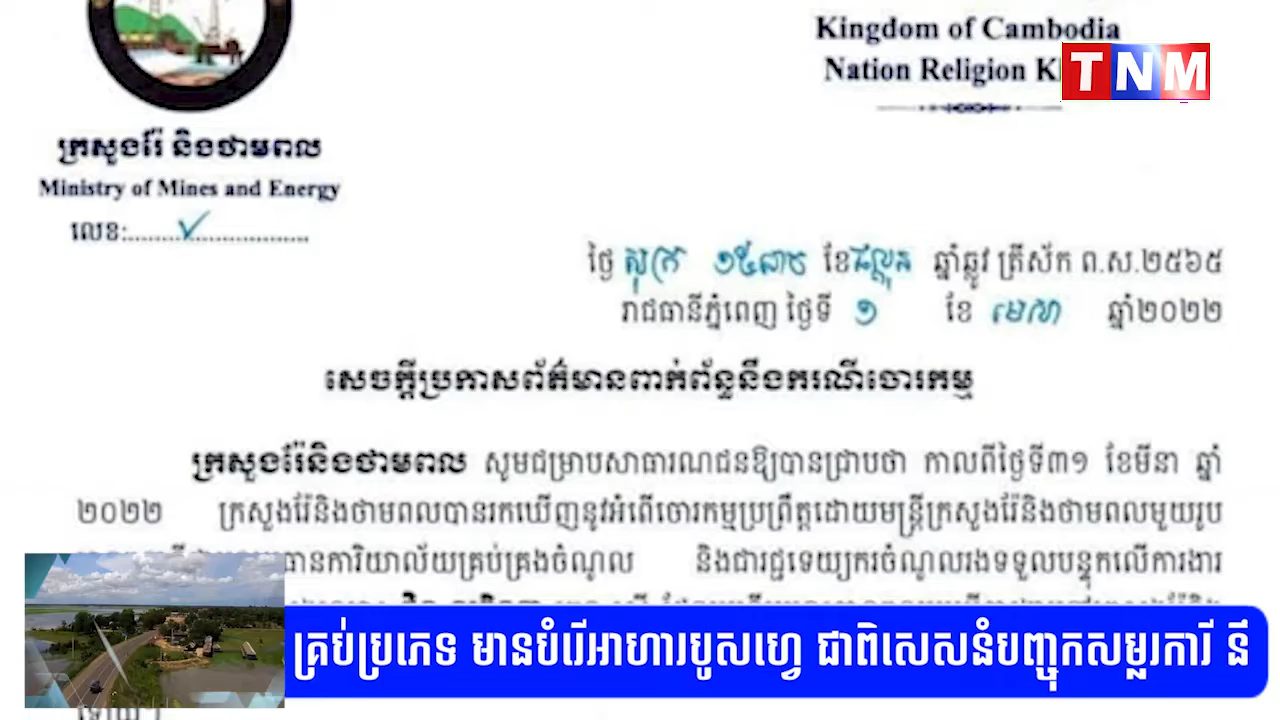 Kingdom of Cambodia
Nation Religion
TNM
ក្រសួងរ៉ែ និងថាមពល
Ministry of Mines and Energy
លេខ:
ថ្ងៃ សុក្រ ១៥រោច ខែផល្គុន ឆ្នាំឆ្លូវ ត្រីស័ក ព.ស.២៥៦៥
រាជធានីភ្នំពេញ ថ្ងៃទី ១ ខែ មេសា ឆ្នាំ២០២២
សេចក្ដីប្រកាសព័ត៌មានពាក់ព័ន្ធនឹងករណីចោរកម្ម
ក្រសួងរ៉ែនិងថាមពល សូមជម្រាបសាធារណជនឱ្យបានជ្រាបថា កាលពីថ្ងៃទី៣១ ខែមីនា ឆ្នាំ
២០២២ ក្រសួងរ៉ែនិងថាមពលបានរកឃើញនូវអំពើចោរកម្មប្រព្រឹត្តដោយមន្ត្រីក្រសួងរ៉ែនិងថាមពលមួយរូប
ការិយាល័យគ្រប់គ្រងចំណូល និងជារជ្ជទេយ្យករចំណូលរងទទួលបន្ទុកលើការងារ
គ្រប់ប្រភេទ មានបំរើអាហារបូសហ្វេ ជាពិសេសនំបញ្ចុកសម្លរការី នី